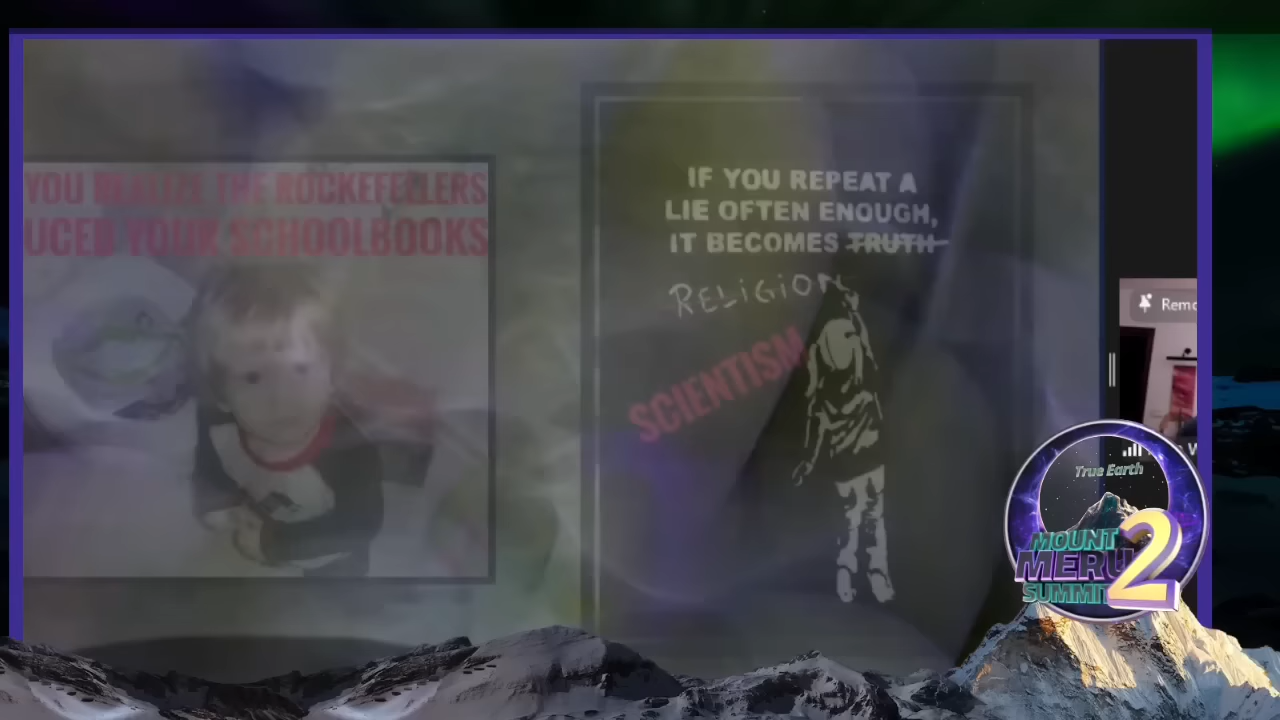 YOU REALIZE THE ROCKEFELLERS
UCED YOUR SCHOOLBOOKS
IF YOU REPEAT A
LIE OFTEN ENOUGH,
IT BECOMES TRUTH
RELIGION
SCIENTISM
Remo
True Earth
MOUNT
MERU
SUMMIT
2